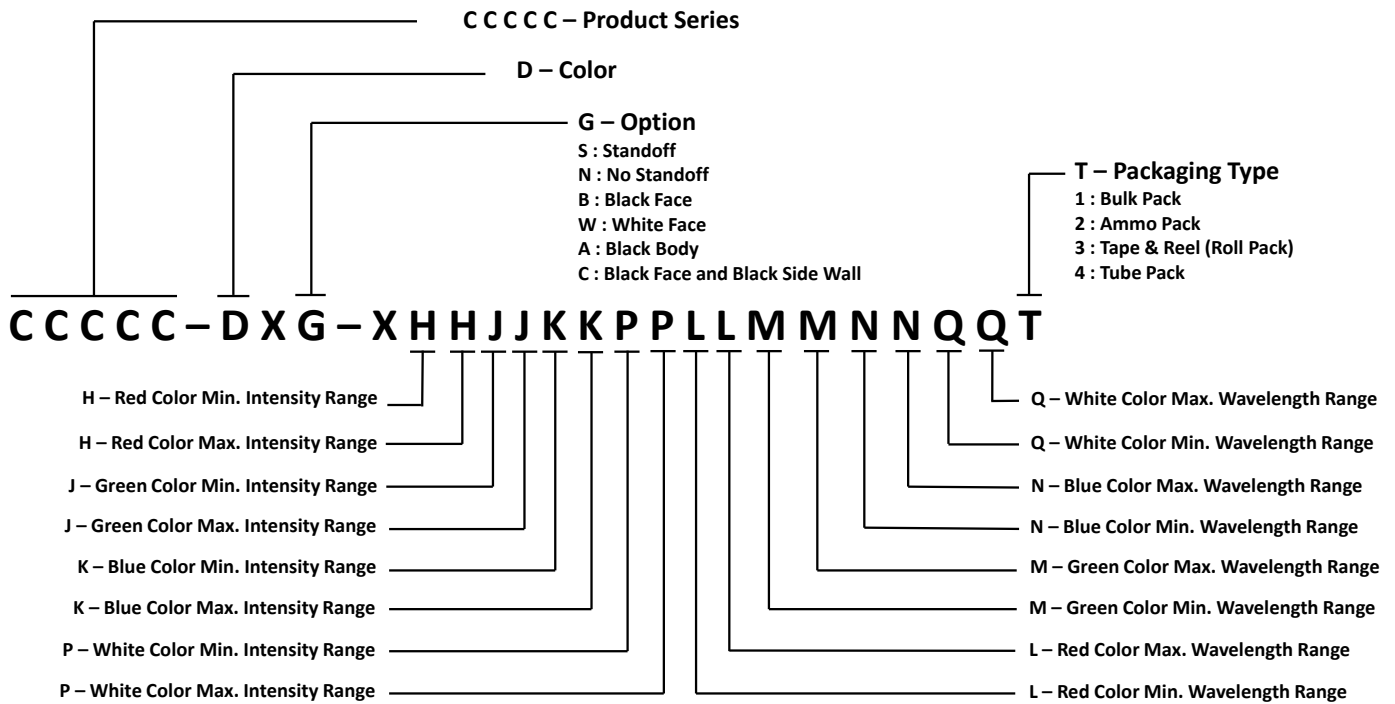 C C C C C – Product Series
D – Color
G – Option
S : Standoff
N : No Standoff
B : Black Face
W : White Face
A : Black Body
C : Black Face and Black Side Wall
T – Packaging Type
1 : Bulk Pack
2 : Ammo Pack
3 : Tape & Reel (Roll Pack)
4 : Tube Pack
C C C C C – D X G – X H H J J K K P P L L M M N N Q Q T
H – Red Color Min. Intensity Range
H – Red Color Max. Intensity Range
J – Green Color Min. Intensity Range
J – Green Color Max. Intensity Range
K – Blue Color Min. Intensity Range
K – Blue Color Max. Intensity Range
P – White Color Min. Intensity Range
P – White Color Max. Intensity Range
Q – White Color Max. Wavelength Range
Q – White Color Min. Wavelength Range
N – Blue Color Max. Wavelength Range
N – Blue Color Min. Wavelength Range
M – Green Color Max. Wavelength Range
M – Green Color Min. Wavelength Range
L – Red Color Max. Wavelength Range
L – Red Color Min. Wavelength Range